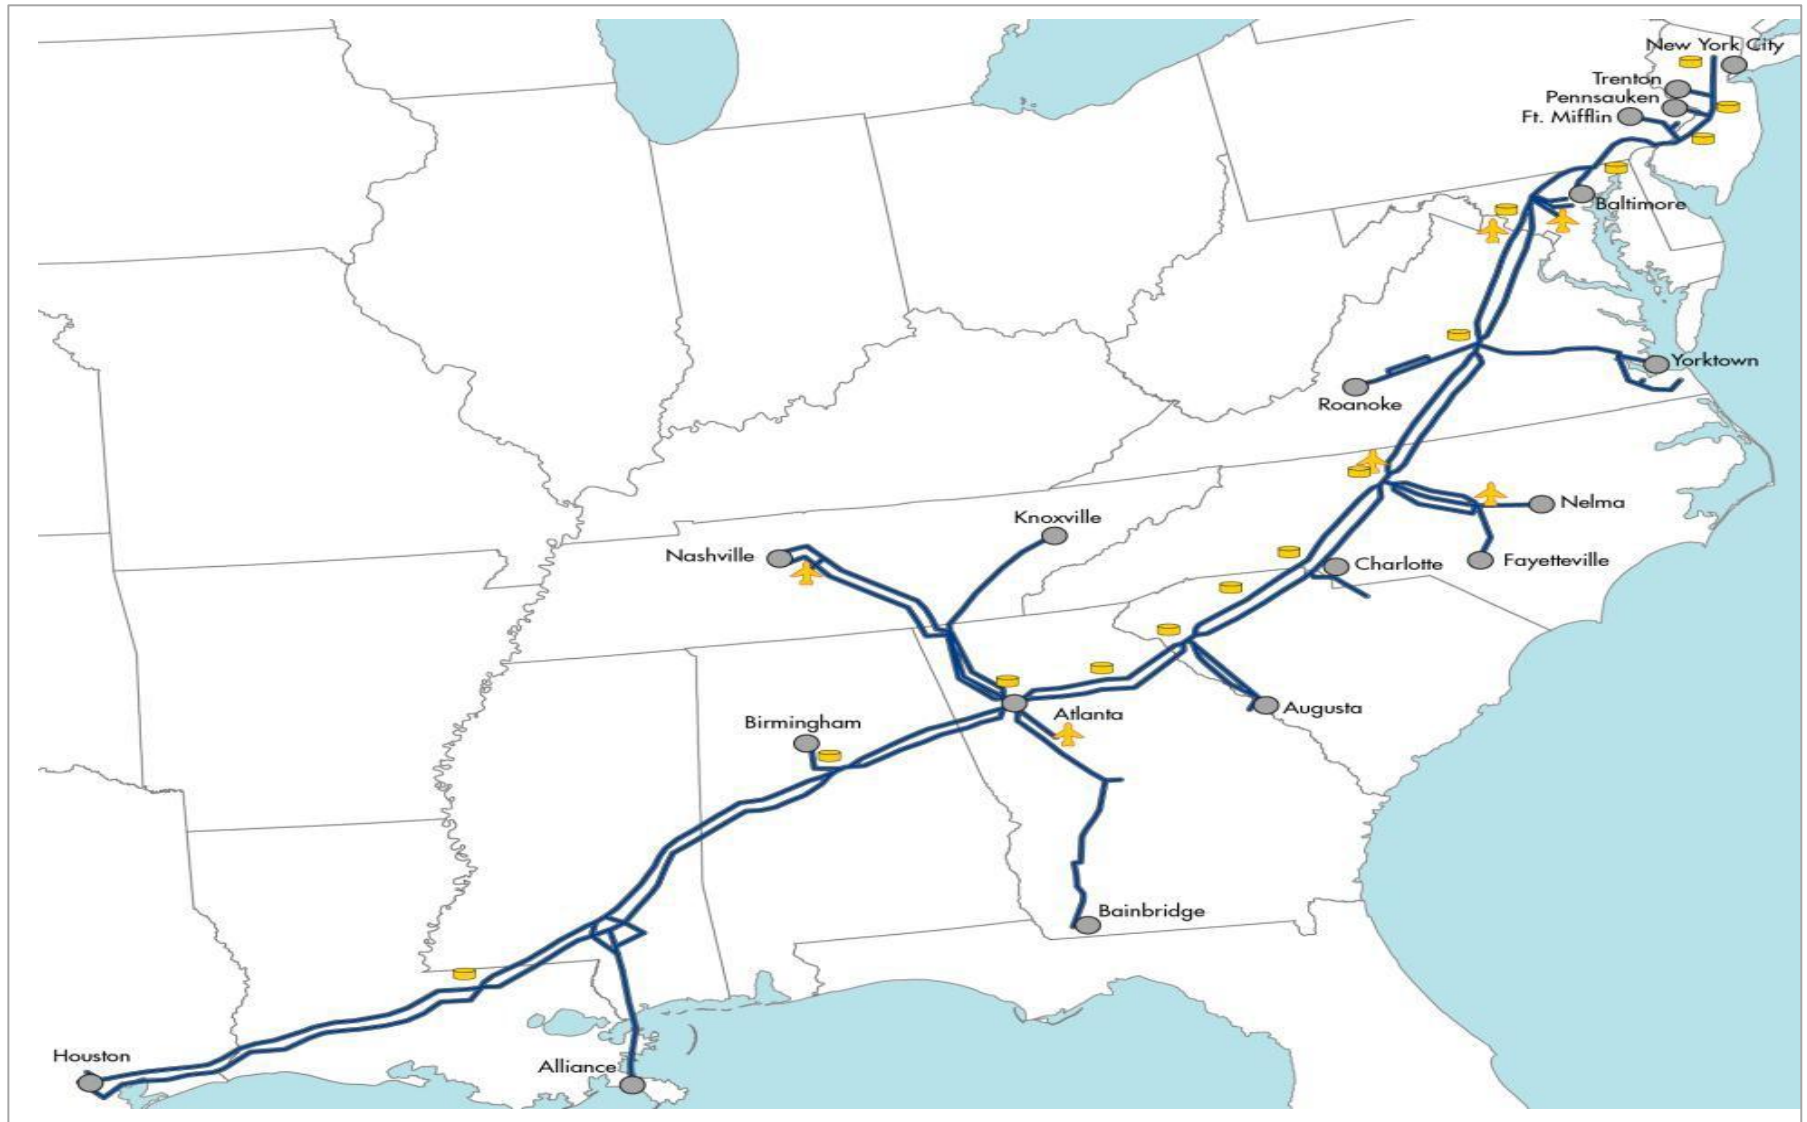 New York City
Trenton
Pennsauken
Ft. Mifflin
Baltimore
Yorktown
Roanoke
Nelma
Knoxville
Nashville
Charlotte
Fayetteville
Augusta
Atlanta
Birmingham
Bainbridge
Houston
Alliance